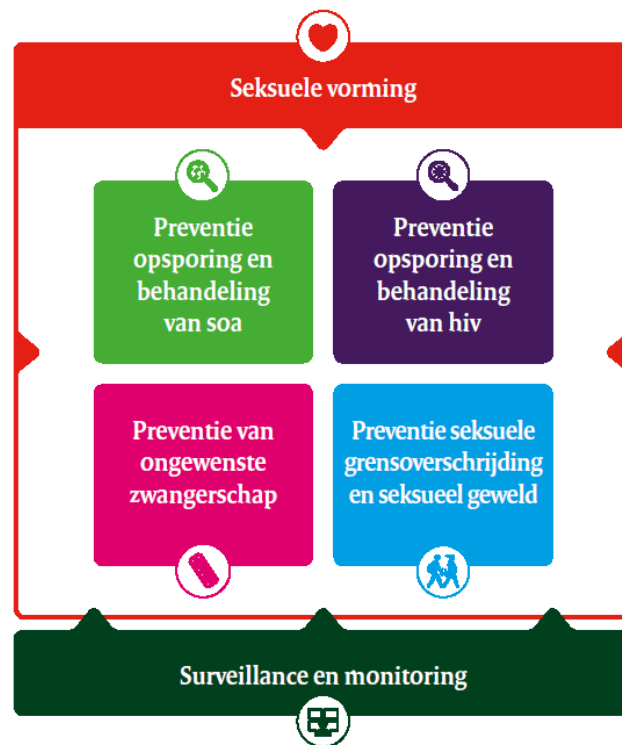 Seksuele vorming
Preventie
opsporing en
behandeling
van soa
Preventie
opsporing en
behandeling
van hiv
Preventie van
ongewenste
zwangerschap
Preventie seksuele
grensoverschrijding
en seksueel geweld
Surveillance en monitoring